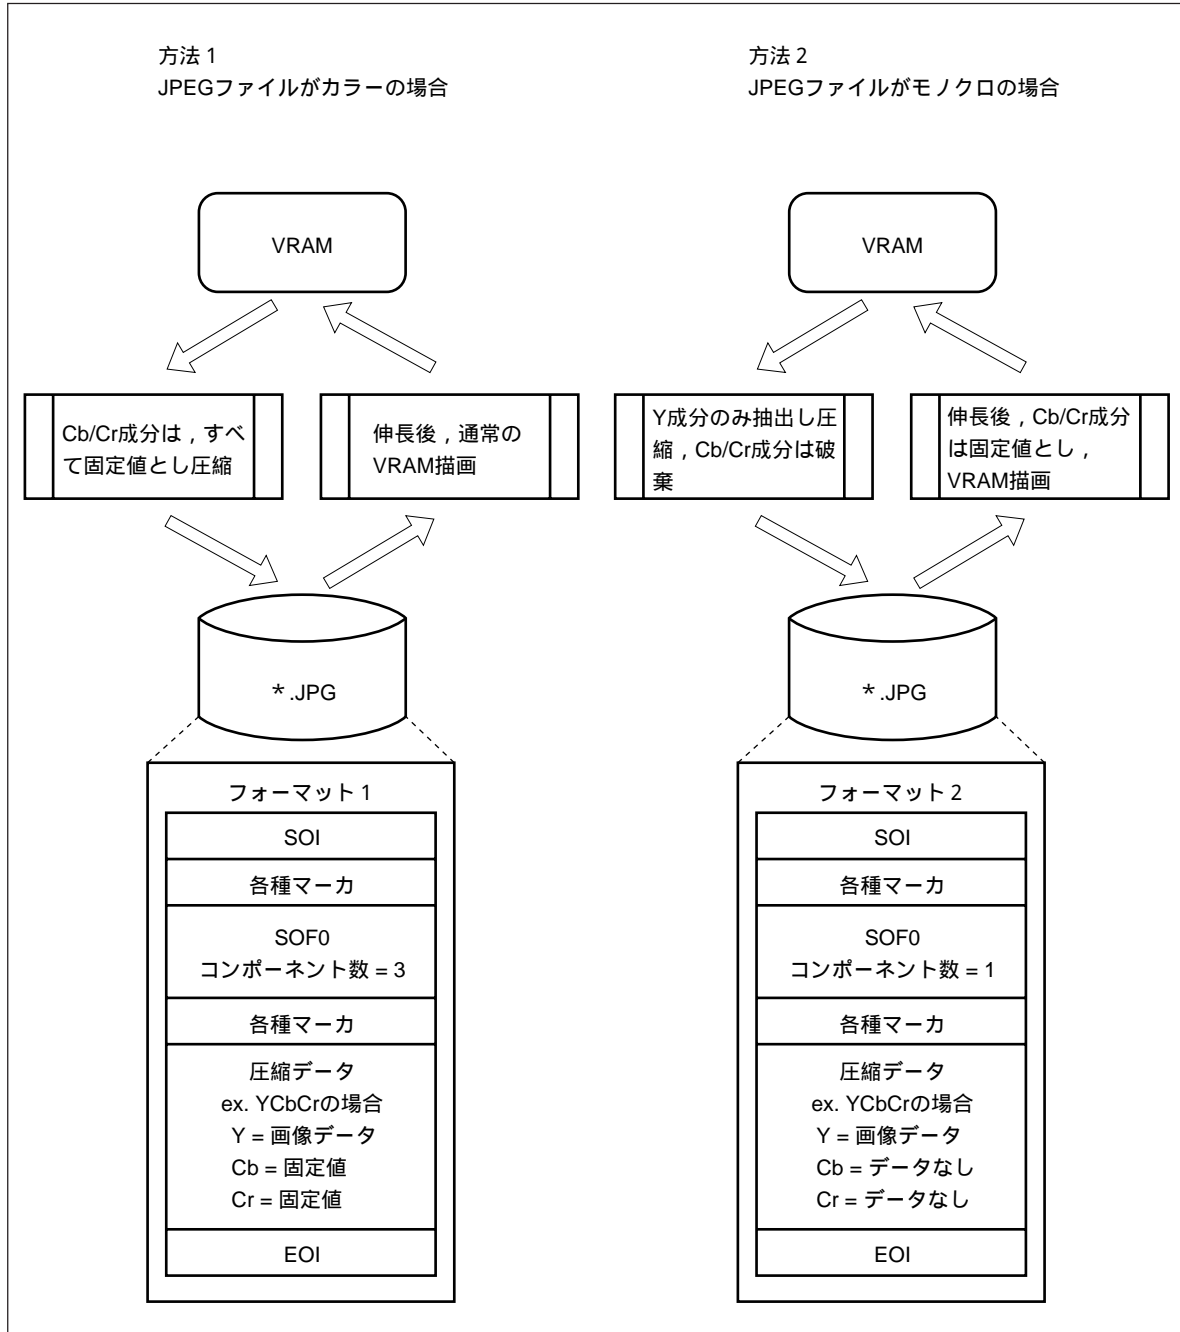 方法 1
JPEGファイルがカラーの場合
VRAM
Cb/Cr成分は , すべ
て固定値とし圧縮
伸長後 , 通常の
VRAM描画
* .JPG
フォーマット 1
SOI
各種マーカ
SOF0
コンポーネント数 = 3
各種マーカ
圧縮データ
ex. YCbCrの場合
Y = 画像データ
Cb = 固定値
Cr = 固定値
EOI
方法 2
JPEGファイルがモノクロの場合
VRAM
Y成分のみ抽出し圧
縮 , Cb/Cr成分は破
棄
伸長後 , Cb/Cr成分
は固定値とし ,
VRAM描画
* .JPG
フォーマット 2
SOI
各種マーカ
SOF0
コンポーネント数 = 1
各種マーカ
圧縮データ
ex. YCbCrの場合
Y = 画像データ
Cb = データなし
Cr = データなし
EOI